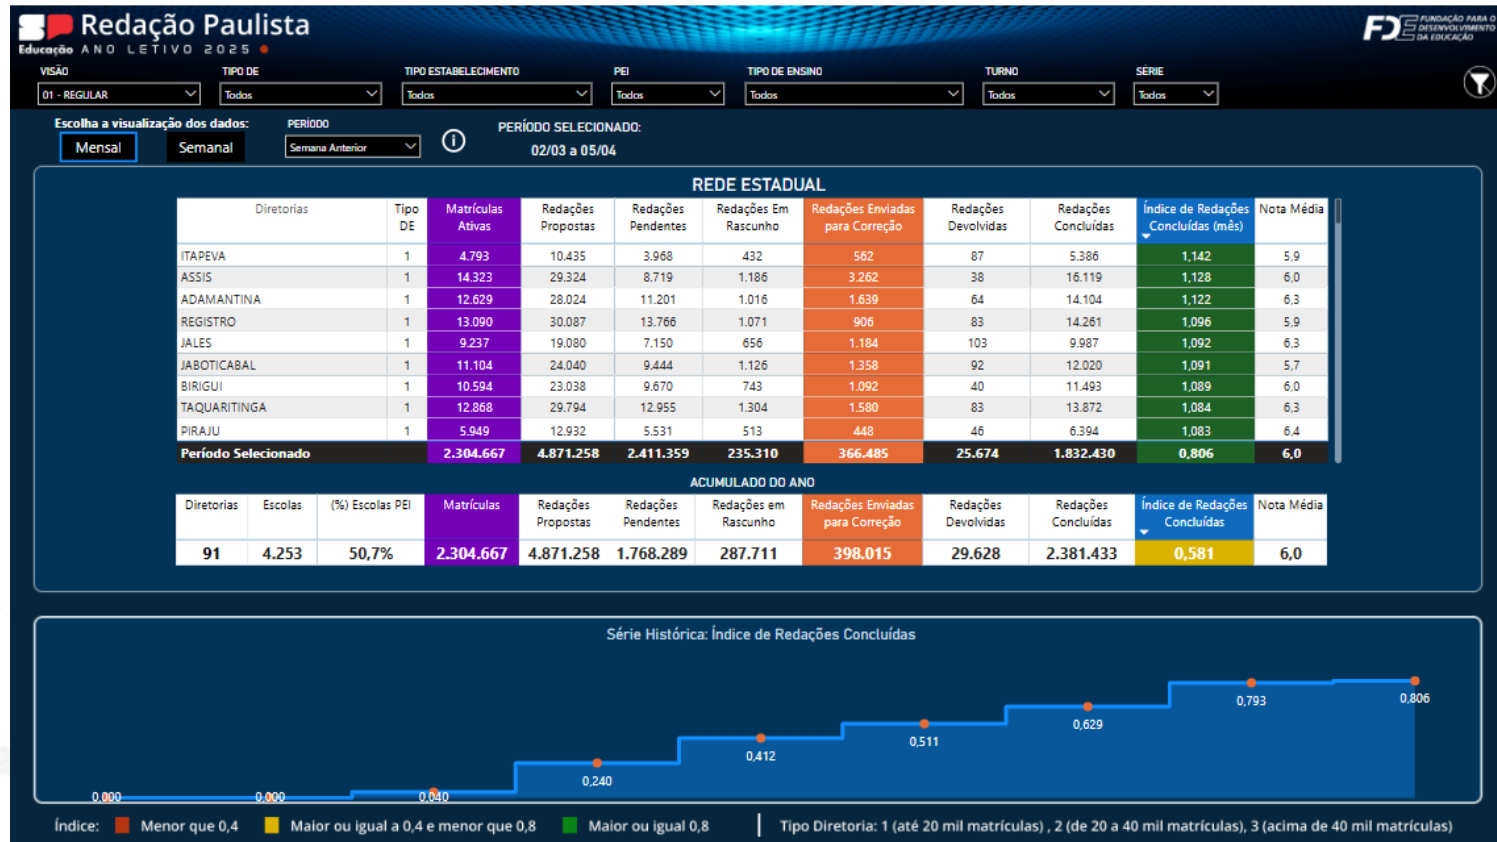 Redação Paulista
Educação ANO LETIVO 2025
FDE FUNDAÇÃO PARA O DESENVOLVIMENTO DA EDUCAÇÃO
VISÃO TIPO DE TIPO ESTABELECIMENTO PEI TIPO DE ENSINO TURNO SÉRIE
01 - REGULAR Todos Todos Todos Todos Todos Todos
Escolha a visualização dos dados: PERÍODO PERÍODO SELECIONADO:
Mensal Semanal Semana Anterior 02/03 a 05/04
REDE ESTADUAL
Diretorias Tipo DE Matrículas Ativas Redações Propostas Redações Pendentes Redações Em Rascunho Redações Enviadas para Correção Redações Devolvidas Redações Concluídas Índice de Redações Concluídas (mês) Nota Média
ITAPEVA 1 4.793 10.435 3.968 432 562 87 5.386 1,142 5,9
ASSIS 1 14.323 29.324 8.719 1.186 3.262 38 16.119 1,128 6,0
ADAMANTINA 1 12.629 28.024 11.201 1.016 1.639 64 14.104 1,122 6,3
REGISTRO 1 13.090 30.087 13.766 1.071 906 83 14.261 1,096 5,9
JALES 1 9.237 19.080 7.150 656 1.184 103 9.987 1,092 6,3
JABOTICABAL 1 11.104 24.040 9.444 1.126 1.358 92 12.020 1,091 5,7
BIRIGUI 1 10.594 23.038 9.670 743 1.092 40 11.493 1,089 6,0
TAQUARITINGA 1 12.868 29.794 12.955 1.304 1.580 83 13.872 1,084 6,3
PIRAJU 1 5.949 12.932 5.531 513 448 46 6.394 1,083 6,4
Período Selecionado 2.304.667 4.871.258 2.411.359 235.310 366.485 25.674 1.832.430 0,806 6,0
ACUMULADO DO ANO
Diretorias Escolas (%) Escolas PEI Matrículas Redações Propostas Redações Pendentes Redações em Rascunho Redações Enviadas para Correção Redações Devolvidas Redações Concluídas Índice de Redações Concluídas Nota Média
91 4.253 50,7% 2.304.667 4.871.258 1.768.289 287.711 398.015 29.628 2.381.433 0,581 6,0
Série Histórica: Índice de Redações Concluídas
0,000 0,000 0,040 0,240 0,412 0,511 0,629 0,793 0,806
Índice: Menor que 0,4 Maior ou igual a 0,4 e menor que 0,8 Maior ou igual 0,8 Tipo Diretoria: 1 (até 20 mil matrículas) , 2 (de 20 a 40 mil matrículas), 3 (acima de 40 mil matrículas)